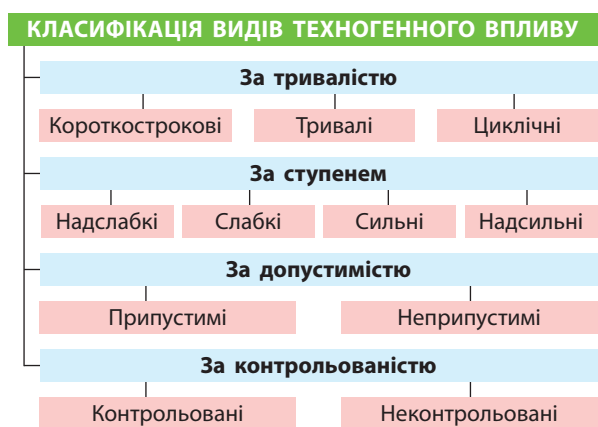 КЛАСИФІКАЦІЯ ВИДІВ ТЕХНОГЕННОГО ВПЛИВУ
За тривалістю
Короткострокові Тривалі Циклічні
За ступенем
Надслабкі Слабкі Сильні Надсильні
За допустимістю
Припустимі Неприпустимі
За контрольованістю
Контрольовані Неконтрольовані